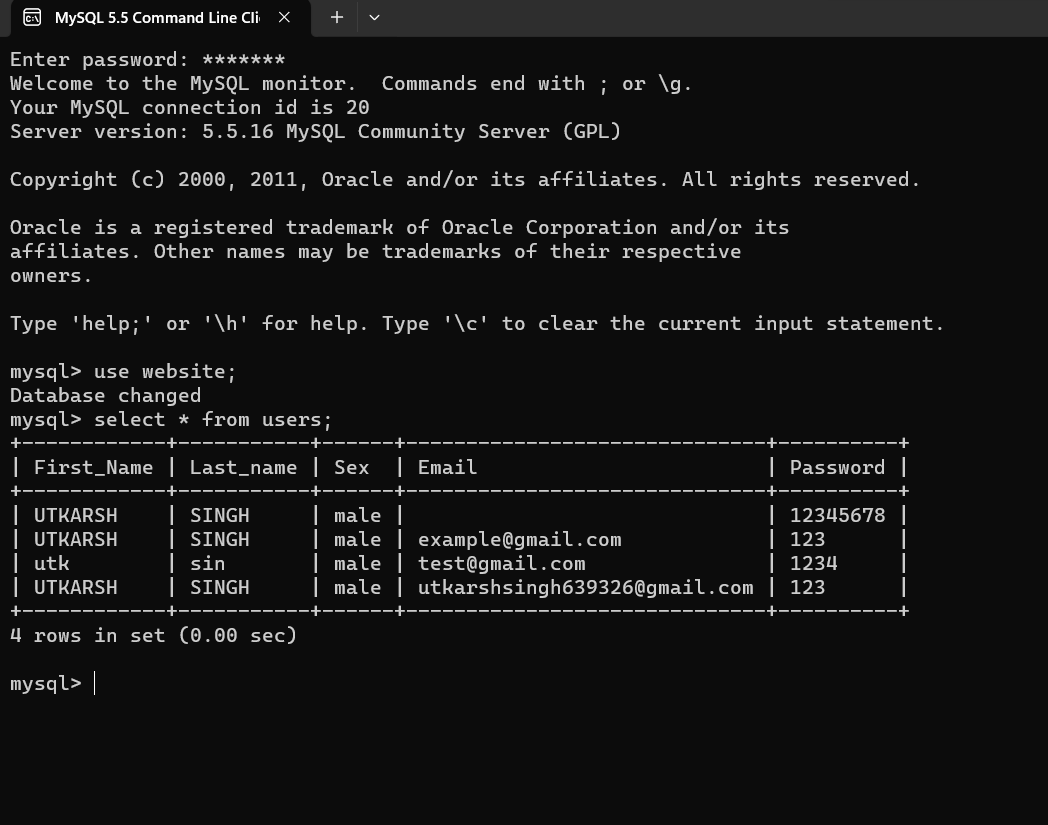 MySQL 5.5 Command Line Cli
Enter password: *******
Welcome to the MySQL monitor.  Commands end with ; or \g.
Your MySQL connection id is 20
Server version: 5.5.16 MySQL Community Server (GPL)

Copyright (c) 2000, 2011, Oracle and/or its affiliates. All rights reserved.

Oracle is a registered trademark of Oracle Corporation and/or its
affiliates. Other names may be trademarks of their respective
owners.

Type 'help;' or '\h' for help. Type '\c' to clear the current input statement.

mysql> use website;
Database changed
mysql> select * from users;
+------------+-----------+------+------------------------------+----------+
| First_Name | Last_name | Sex  | Email                        | Password |
+------------+-----------+------+------------------------------+----------+
| UTKARSH    | SINGH     | male |                              | 12345678 |
| UTKARSH    | SINGH     | male | example@gmail.com            | 123      |
| utk        | sin       | male | test@gmail.com               | 1234     |
| UTKARSH    | SINGH     | male | utkarshsingh639326@gmail.com | 123      |
+------------+-----------+------+------------------------------+----------+
4 rows in set (0.00 sec)

mysql>